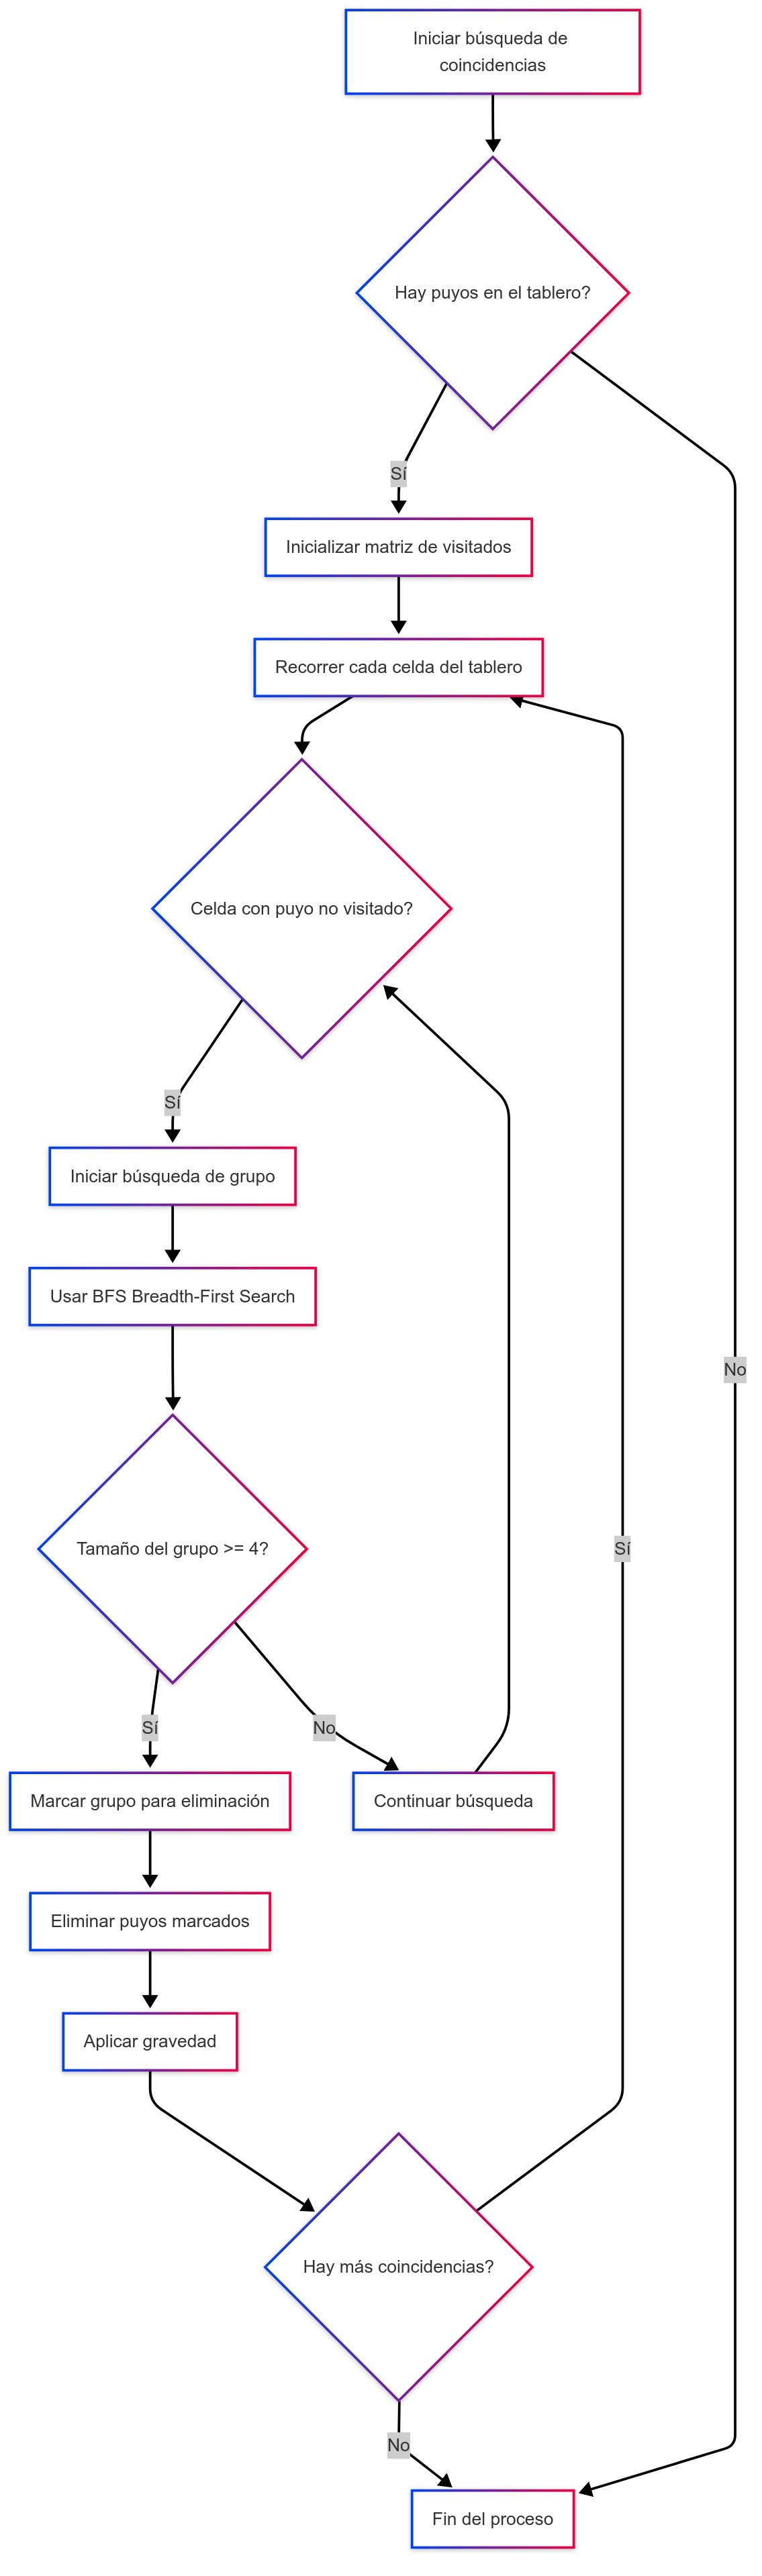 Iniciar búsqueda de
coincidencias
Hay puyos en el tablero?
Sí
Inicializar matriz de visitados
Recorrer cada celda del tablero
Celda con puyo no visitado?
Sí
Iniciar búsqueda de grupo
Usar BFS Breadth-First Search
No
Tamaño del grupo >= 4?
Sí
Sí
No
Marcar grupo para eliminación
Continuar búsqueda
Eliminar puyos marcados
Aplicar gravedad
Hay más coincidencias?
No
Fin del proceso